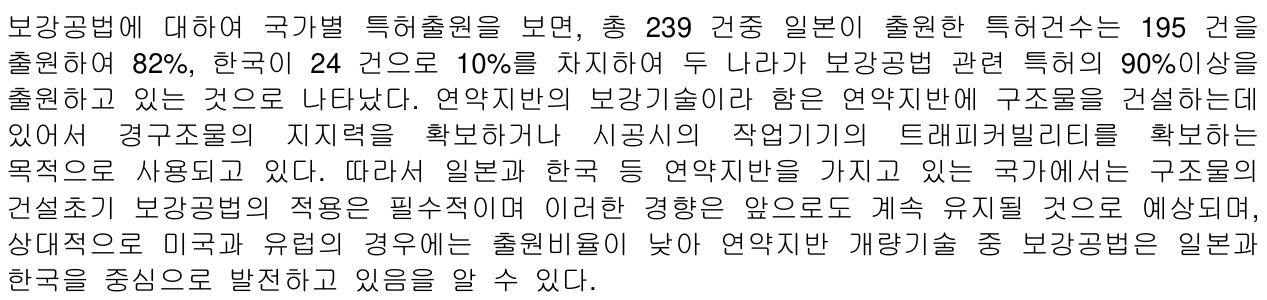 보강공법에 대하여 국가별 특허출원을 보면, 총 239 건중 일본이 출원한 특허건수는 195 건을
출원하여 82%, 한국이 24 건으로 10%를 차지하여 두 나라가 보강공법 관련 특허의 90%이상을
출원하고 있는 것으로 나타났다. 연약지반의 보강기술이라 함은 연약지반에 구조물을 건설하는데
있어서 경구조물의 지지력을 확보하거나 시공시의 작업기기의 트래피커빌리티를 확보하는
목적으로 사용되고 있다. 따라서 일본과 한국 등 연약지반을 가지고 있는 국가에서는 구조물의
건설초기 보강공법의 적용은 필수적이며 이러한 경향은 앞으로도 계속 유지될 것으로 예상되며,
상대적으로 미국과 유럽의 경우에는 출원비율이 낮아 연약지반 개량기술 중 보강공법은 일본과
한국을 중심으로 발전하고 있음을 알 수 있다.